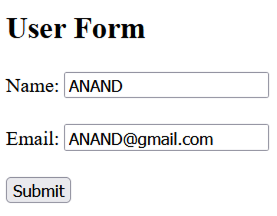 User Form
Name: ANAND
Email: ANAND@gmail.com
Submit